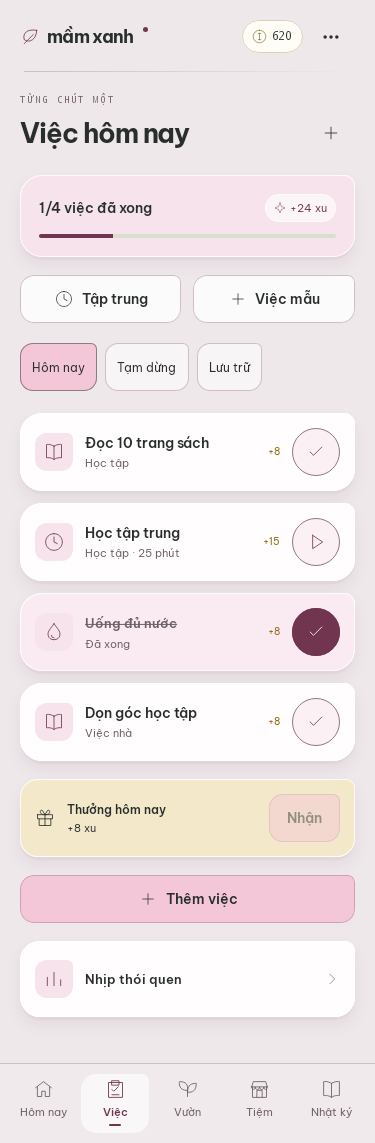 mầm xanh
620
TỪNG CHÚT MỘT
Việc hôm nay
1/4 việc đã xong
+24 xu
Tập trung
Việc mẫu
Hôm nay
Tạm dừng
Lưu trữ
Đọc 10 trang sách
+8
Học tập
Học tập trung
+15
Học tập · 25 phút
Uống đủ nước
+8
Đã xong
Dọn góc học tập
+8
Việc nhà
Thưởng hôm nay
+8 xu
Nhận
Thêm việc
Nhịp thói quen
Hôm nay
Việc
Vườn
Tiệm
Nhật ký